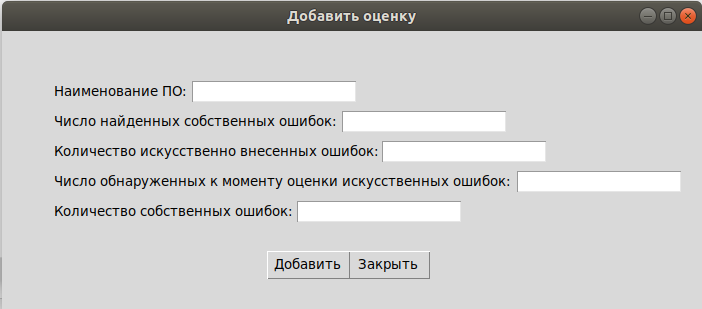 Добавить оценку
Наименование ПО:
Число найденных собственных ошибок:
Количество искусственно внесенных ошибок:
Число обнаруженных к моменту оценки искусственных ошибок:
Количество собственных ошибок:
Добавить Закрыть